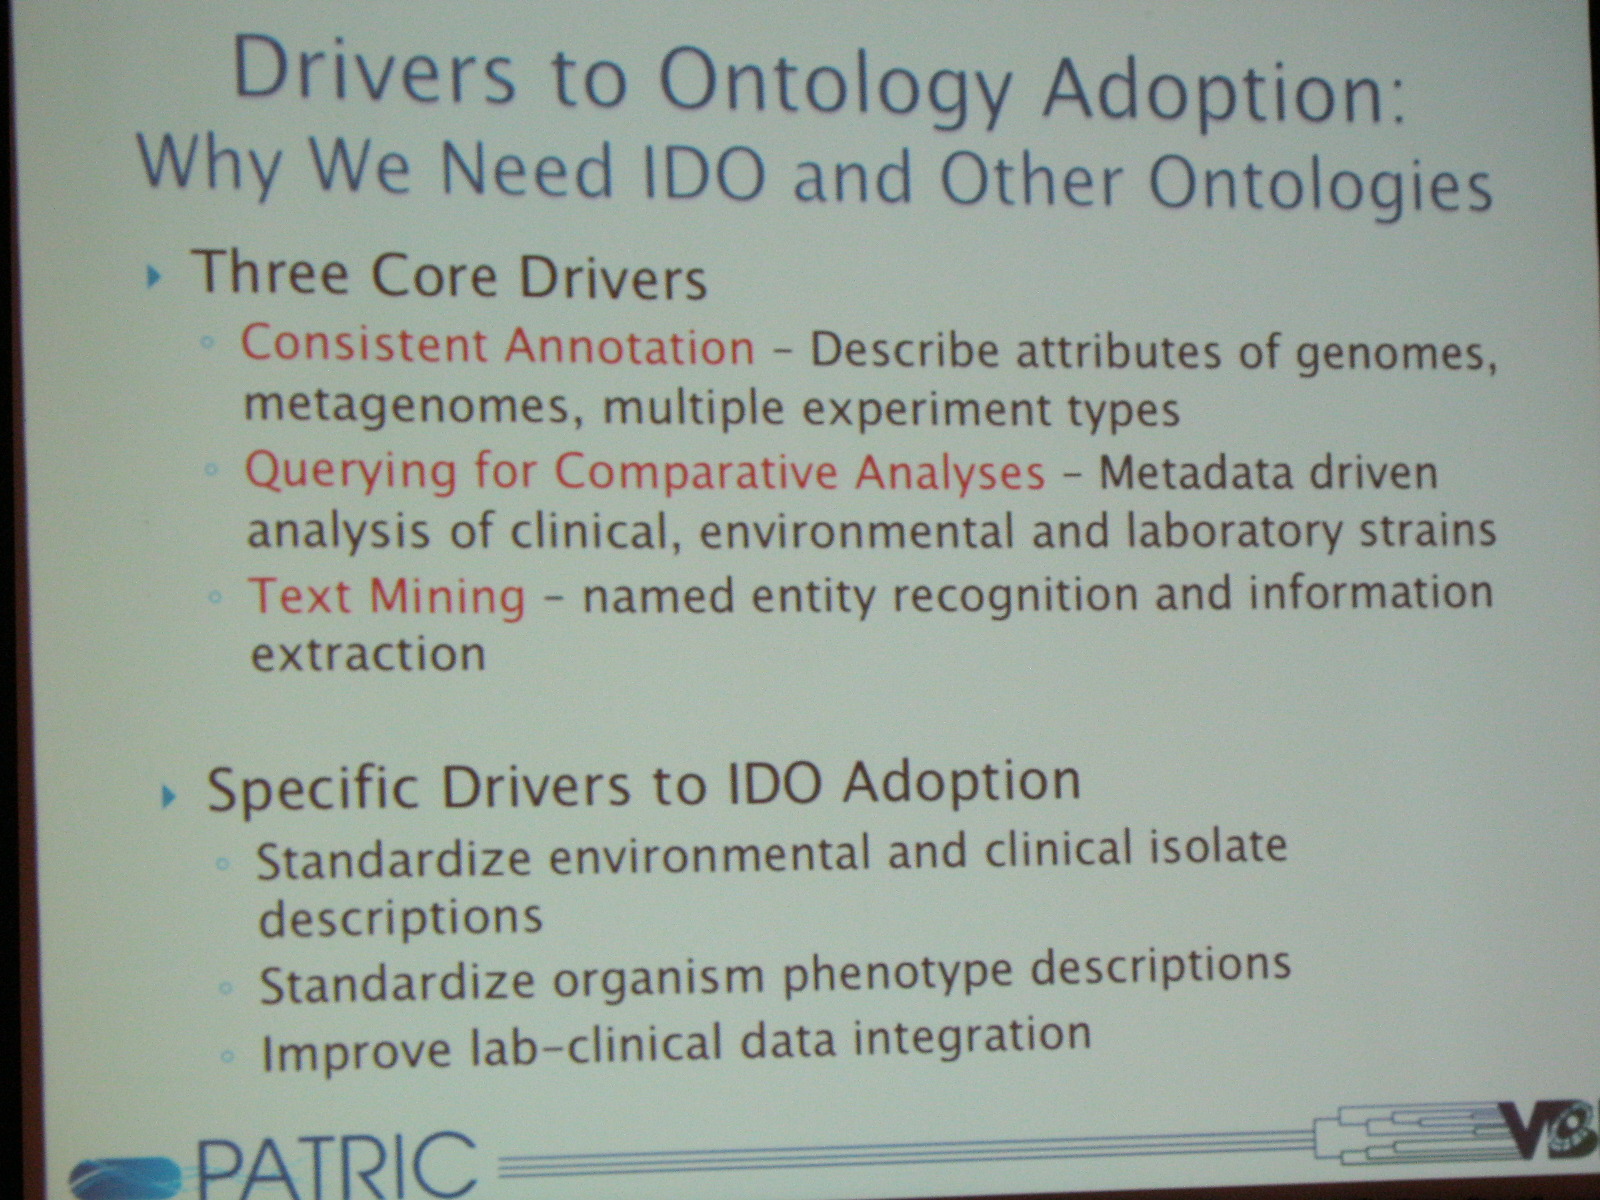 Drivers to Ontology Adoption:
Why We Need IDO and Other Ontologies
Three Core Drivers
Consistent Annotation – Describe attributes of genomes,
metagenomes, multiple experiment types
Querying for Comparative Analyses – Metadata driven
analysis of clinical, environmental and laboratory strains
Text Mining – named entity recognition and information
extraction
Specific Drivers to IDO Adoption
Standardize environmental and clinical isolate
descriptions
Standardize organism phenotype descriptions
Improve lab-clinical data integration
PATRIC